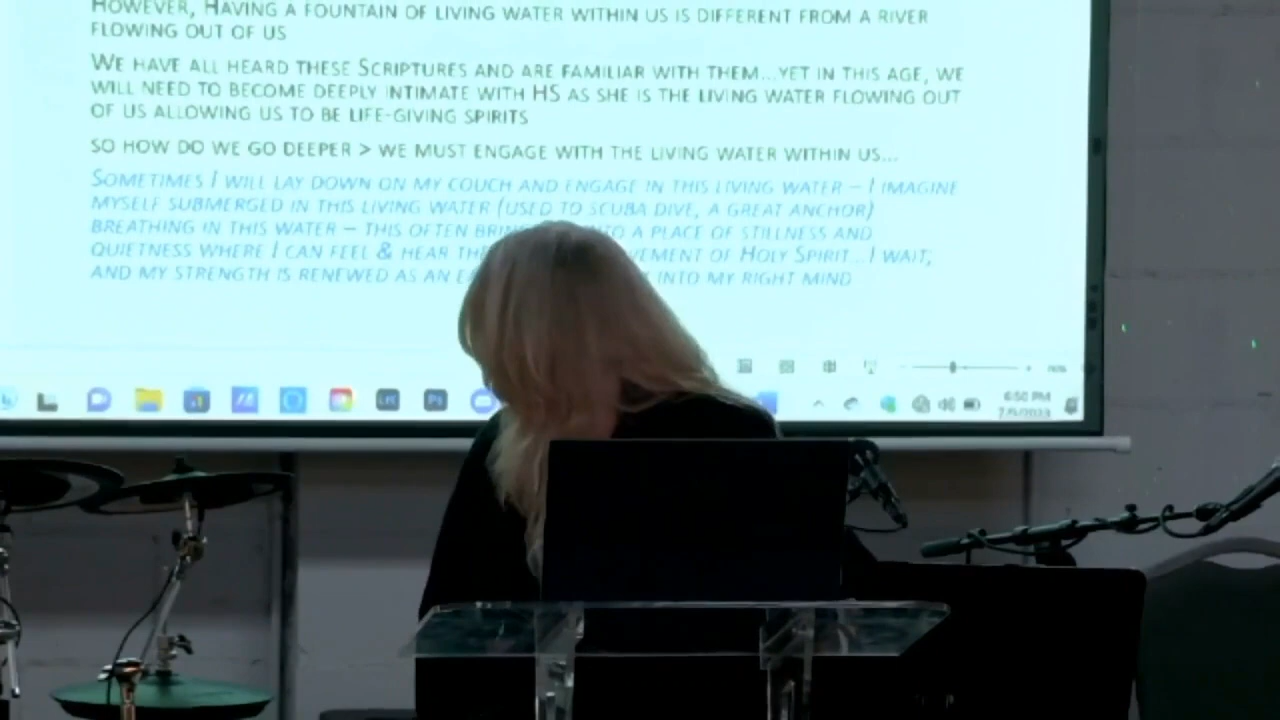 HOWEVER, HAVING A FOUNTAIN OF LIVING WATER WITHIN US IS DIFFERENT FROM A RIVER
FLOWING OUT OF US
WE HAVE ALL HEARD THESE SCRIPTURES AND ARE FAMILIAR WITH THEM...YET IN THIS AGE, WE
WILL NEED TO BECOME DEEPLY INTIMATE WITH HS AS SHE IS THE LIVING WATER FLOWING OUT
OF US ALLOWING US TO BE LIFE-GIVING SPIRITS
SO HOW DO WE GO DEEPER > WE MUST ENGAGE WITH THE LIVING WATER WITHIN US...
SOMETIMES I WILL LAY DOWN ON MY COUCH AND ENGAGE IN THIS LIVING WATER – I IMAGINE
MYSELF SUBMERGED IN THIS LIVING WATER (USED TO SCUBA DIVE, A GREAT ANCHOR)
BREATHING IN THIS WATER – THIS OFTEN A PLACE OF STILLNESS AND
QUIETNESS WHERE I CAN FEEL & HEAR OF HOLY SPIRIT...I WAIT,
AND MY STRENGTH IS RENEWED AS AN INTO MY RIGHT MIND
LrC Ps
6:50 PM